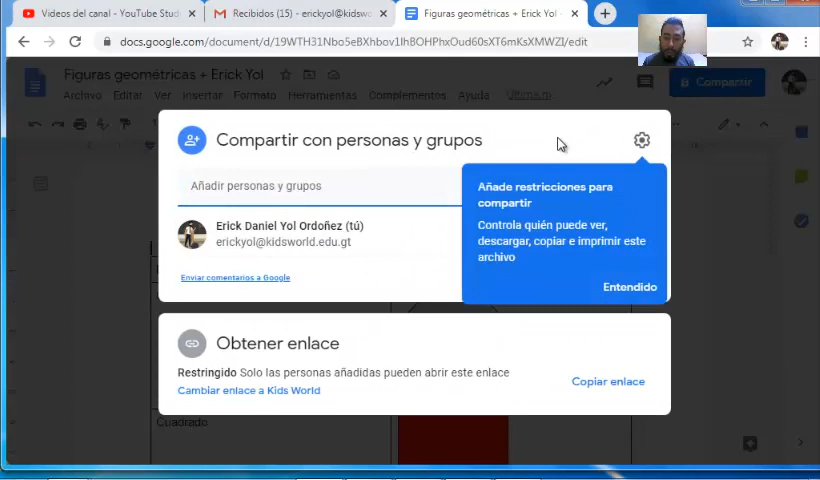 Videos del canal - YouTube Stud
Recibidos (15) - erickyol@kidsw
Figuras geométricas + Erick Yol
docs.google.com/document/d/19WTH31Nbo5eBXhbov1IhBOHPhxOud60sXT6mKsXMWZI/edit
Figuras geométricas + Erick Yol
Archivo Editar Ver Insertar Formato Herramientas Complementos Ayuda Última m
Compartir
Compartir con personas y grupos
Añadir personas y grupos
Erick Daniel Yol Ordoñez (tú)
erickyol@kidsworld.edu.gt
Enviar comentarios a Google
Añade restricciones para
compartir
Controla quién puede ver,
descargar, copiar e imprimir este
archivo
Entendido
Obtener enlace
Restringido Solo las personas añadidas pueden abrir este enlace
Cambiar enlace a Kids World
Copiar enlace
Cuadrado